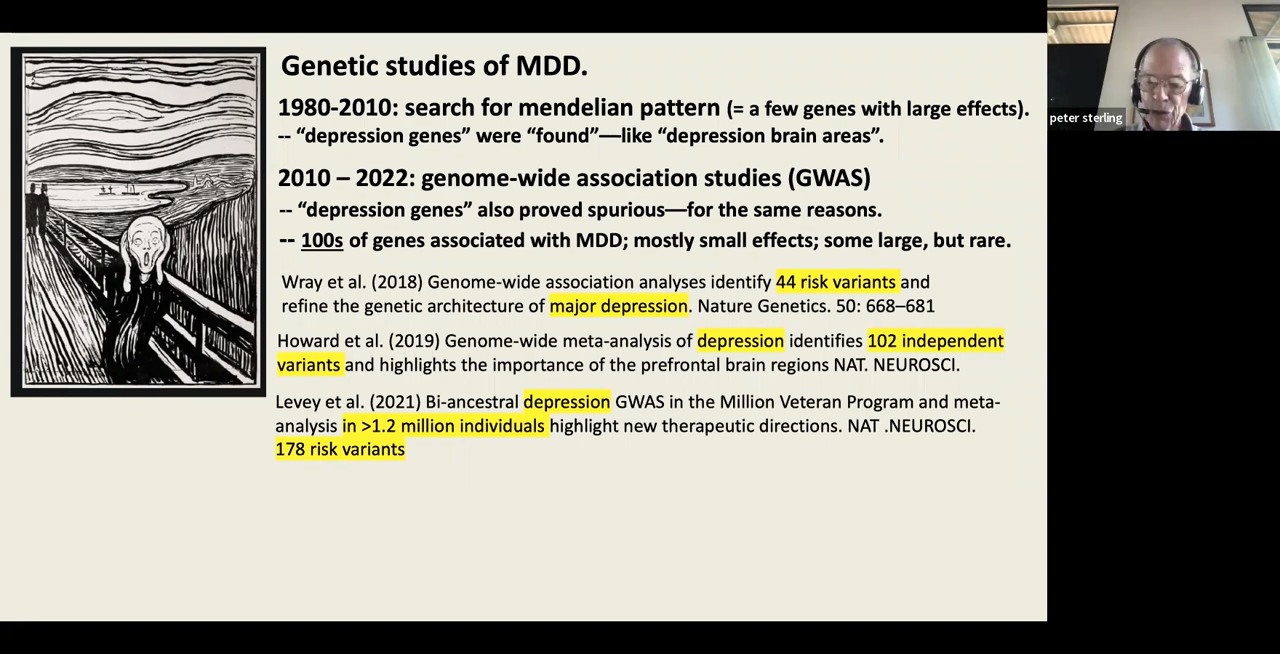 Genetic studies of MDD.
1980-2010: search for mendelian pattern (= a few genes with large effects).
-- “depression genes” were “found”—like “depression brain areas”.
2010 – 2022: genome-wide association studies (GWAS)
-- “depression genes” also proved spurious—for the same reasons.
-- 100s of genes associated with MDD; mostly small effects; some large, but rare.
Wray et al. (2018) Genome-wide association analyses identify 44 risk variants and
refine the genetic architecture of major depression. Nature Genetics. 50: 668–681
Howard et al. (2019) Genome-wide meta-analysis of depression identifies 102 independent
variants and highlights the importance of the prefrontal brain regions NAT. NEUROSCI.
Levey et al. (2021) Bi-ancestral depression GWAS in the Million Veteran Program and meta-
analysis in >1.2 million individuals highlight new therapeutic directions. NAT .NEUROSCI.
178 risk variants
peter sterling